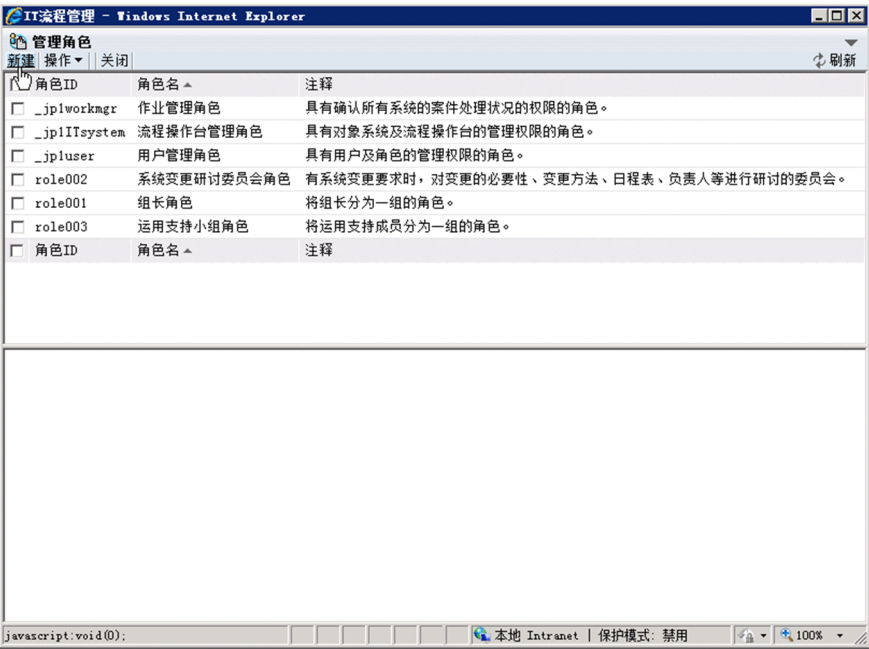 IT流程管理 - Windows Internet Explorer
管理角色
新建 操作 关闭 刷新
角色ID 角色名 注释
_jp1workmgr 作业管理角色 具有确认所有系统的案件处理状况的权限的角色。
_jp1ITsystem 流程操作台管理角色 具有对象系统及流程操作台的管理权限的角色。
_jp1user 用户管理角色 具有用户及角色的管理权限的角色。
role002 系统变更研讨委员会角色 有系统变更要求时，对变更的必要性、变更方法、日程表、负责人等进行研讨的委员会。
role001 组长角色 将组长分为一组的角色。
role003 运用支持小组角色 将运用支持成员分为一组的角色。
角色ID 角色名 注释
javascript:void(0); 本地 Intranet | 保护模式: 禁用 100%